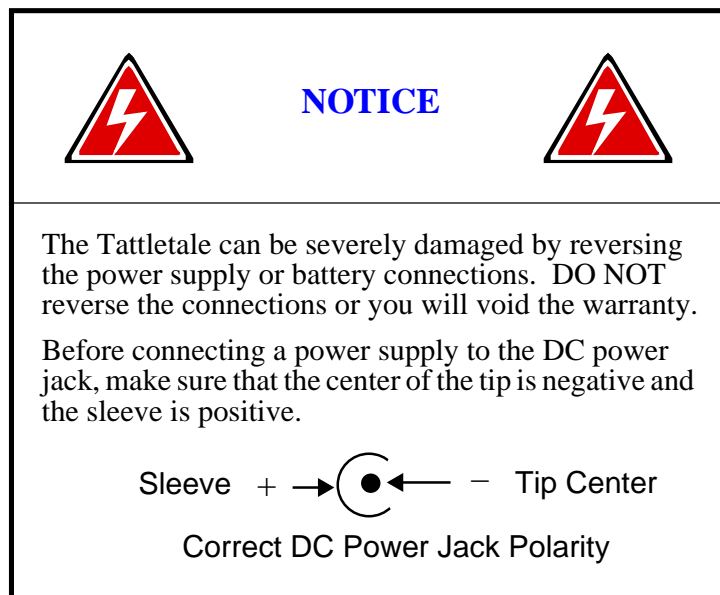 NOTICE
The Tattletale can be severely damaged by reversing
the power supply or battery connections.  DO NOT
reverse the connections or you will void the warranty.
Before connecting a power supply to the DC power
jack, make sure that the center of the tip is negative and
the sleeve is positive.
Sleeve + − Tip Center
Correct DC Power Jack Polarity